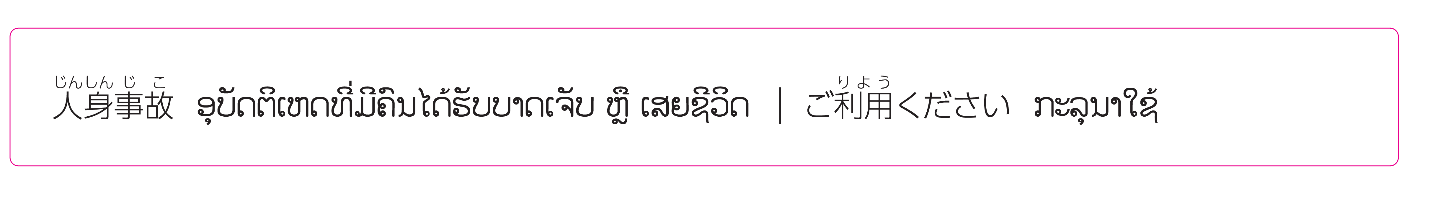 じんしんじこ りよう
人身事故 ອຸບັດຕິເຫດທີ່ມີຄົນໄດ້ຮັບບາດເຈັບ ຫຼື ເສຍຊີວິດ | ご利用ください ກະລຸນາໃຊ້